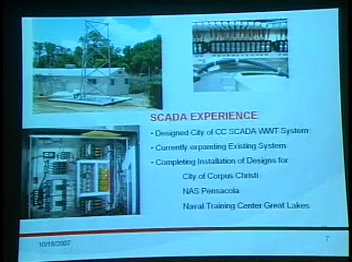 SCADA EXPERIENCE
• Designed City of CC SCADA WWT System
• Currently expanding Existing System
• Completing Installation of Designs for
City of Corpus Christi
NAS Pensacola
Naval Training Center Great Lakes
10/18/2007
7